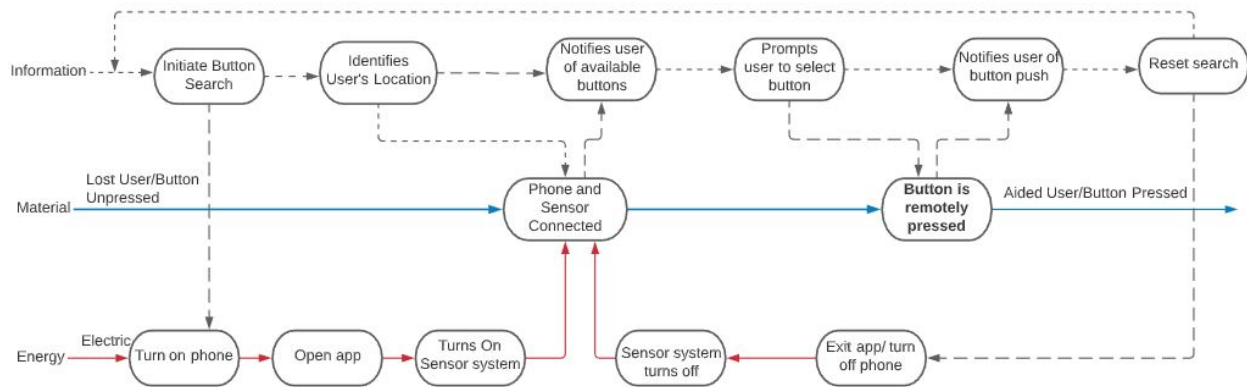 Information
Initiate Button
Search
Identifies
User's Location
Notifies user
of available
buttons
Prompts
user to select
button
Notifies user of
button push
Reset search
Material
Lost User/Button
Unpressed
Phone and
Sensor
Connected
Button is
remotely
pressed
Aided User/Button Pressed
Energy
Electric
Turn on phone
Open app
Turns On
Sensor system
Sensor system
turns off
Exit app/ turn
off phone